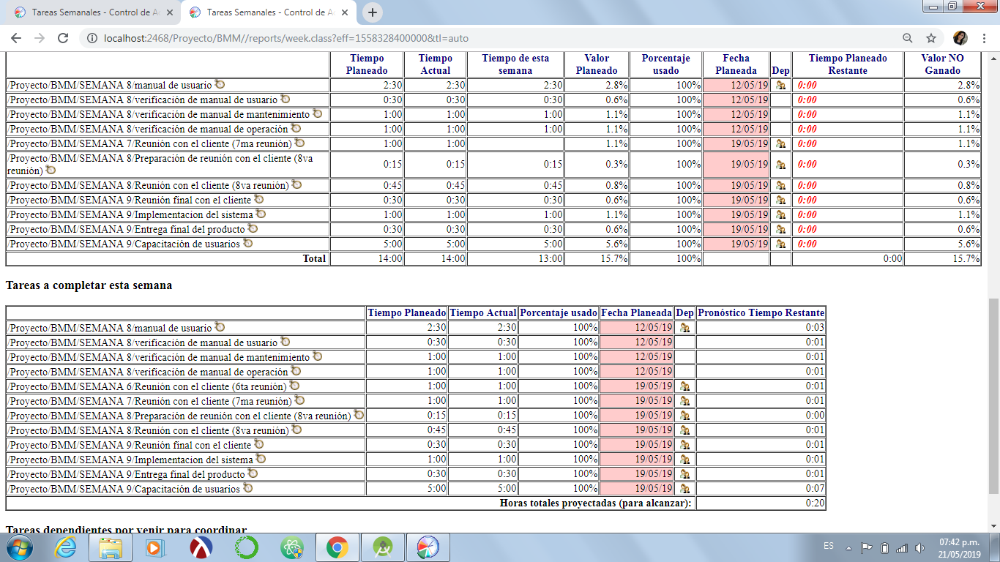 Tareas Semanales - Control de Ac
Tareas Semanales - Control de Ac
localhost:2468/Proyecto/BMM//reports/week.class?eff=1558328400000&tl=auto
Tiempo Planeado Tiempo Actual Tiempo de esta semana Valor Planeado Porcentaje usado Fecha Planeada Dep Tiempo Planeado Restante Valor NO Ganado
/Proyecto/BMM/SEMANA 8/manual de usuario 2:30 2:30 2:30 2.8% 100% 12/05/19 0:00 2.8%
/Proyecto/BMM/SEMANA 8/verificación de manual de usuario 0:30 0:30 0:30 0.6% 100% 12/05/19 0:00 0.6%
/Proyecto/BMM/SEMANA 8/verificación de manual de mantenimiento 1:00 1:00 1:00 1.1% 100% 12/05/19 0:00 1.1%
/Proyecto/BMM/SEMANA 8/verificación de manual de operación 1:00 1:00 1:00 1.1% 100% 12/05/19 0:00 1.1%
/Proyecto/BMM/SEMANA 7/Reunión con el cliente (7ma reunión) 1:00 1:00 1.1% 100% 19/05/19 0:00 1.1%
/Proyecto/BMM/SEMANA 8/Preparación de reunión con el cliente (8va
reunión) 0:15 0:15 0:15 0.3% 100% 19/05/19 0:00 0.3%
/Proyecto/BMM/SEMANA 8/Reunión con el cliente (8va reunión) 0:45 0:45 0:45 0.8% 100% 19/05/19 0:00 0.8%
/Proyecto/BMM/SEMANA 9/Reunión final con el cliente 0:30 0:30 0:30 0.6% 100% 19/05/19 0:00 0.6%
/Proyecto/BMM/SEMANA 9/Implementacion del sistema 1:00 1:00 1:00 1.1% 100% 19/05/19 0:00 1.1%
/Proyecto/BMM/SEMANA 9/Entrega final del producto 0:30 0:30 0:30 0.6% 100% 19/05/19 0:00 0.6%
/Proyecto/BMM/SEMANA 9/Capacitación de usuarios 5:00 5:00 5:00 5.6% 100% 19/05/19 0:00 5.6%
Total 14:00 14:00 13:00 15.7% 100% 0:00 15.7%
Tareas a completar esta semana
Tiempo Planeado Tiempo Actual Porcentaje usado Fecha Planeada Dep Pronóstico Tiempo Restante
/Proyecto/BMM/SEMANA 8/manual de usuario 2:30 2:30 100% 12/05/19 0:03
/Proyecto/BMM/SEMANA 8/verificación de manual de usuario 0:30 0:30 100% 12/05/19 0:01
/Proyecto/BMM/SEMANA 8/verificación de manual de mantenimiento 1:00 1:00 100% 12/05/19 0:01
/Proyecto/BMM/SEMANA 8/verificación de manual de operación 1:00 1:00 100% 12/05/19 0:01
/Proyecto/BMM/SEMANA 6/Reunión con el cliente (6ta reunión) 1:00 1:00 100% 19/05/19 0:01
/Proyecto/BMM/SEMANA 7/Reunión con el cliente (7ma reunión) 1:00 1:00 100% 19/05/19 0:01
/Proyecto/BMM/SEMANA 8/Preparación de reunión con el cliente (8va reunión) 0:15 0:15 100% 19/05/19 0:00
/Proyecto/BMM/SEMANA 8/Reunión con el cliente (8va reunión) 0:45 0:45 100% 19/05/19 0:01
/Proyecto/BMM/SEMANA 9/Reunión final con el cliente 0:30 0:30 100% 19/05/19 0:01
/Proyecto/BMM/SEMANA 9/Implementacion del sistema 1:00 1:00 100% 19/05/19 0:01
/Proyecto/BMM/SEMANA 9/Entrega final del producto 0:30 0:30 100% 19/05/19 0:01
/Proyecto/BMM/SEMANA 9/Capacitación de usuarios 5:00 5:00 100% 19/05/19 0:07
Horas totales proyectadas (para alcanzar): 0:20
Tareas dependientes por venir para coordinar
ES
07:42 p.m.
21/05/2019